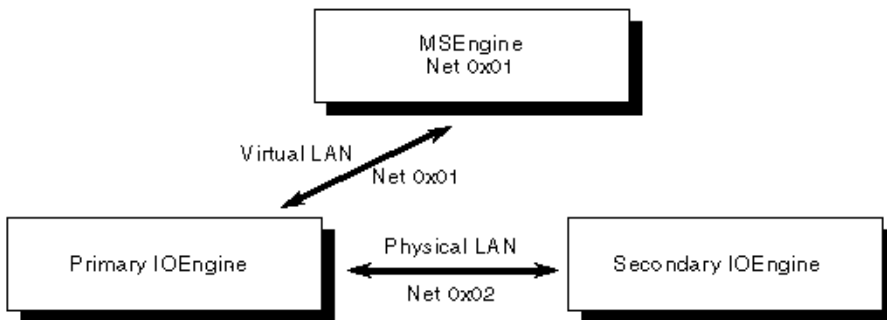 MSEngine
Net 0x01
Virtual LAN
Net 0x01
Primary IOEngine
Physical LAN
Net 0x02
Secondary IOEngine